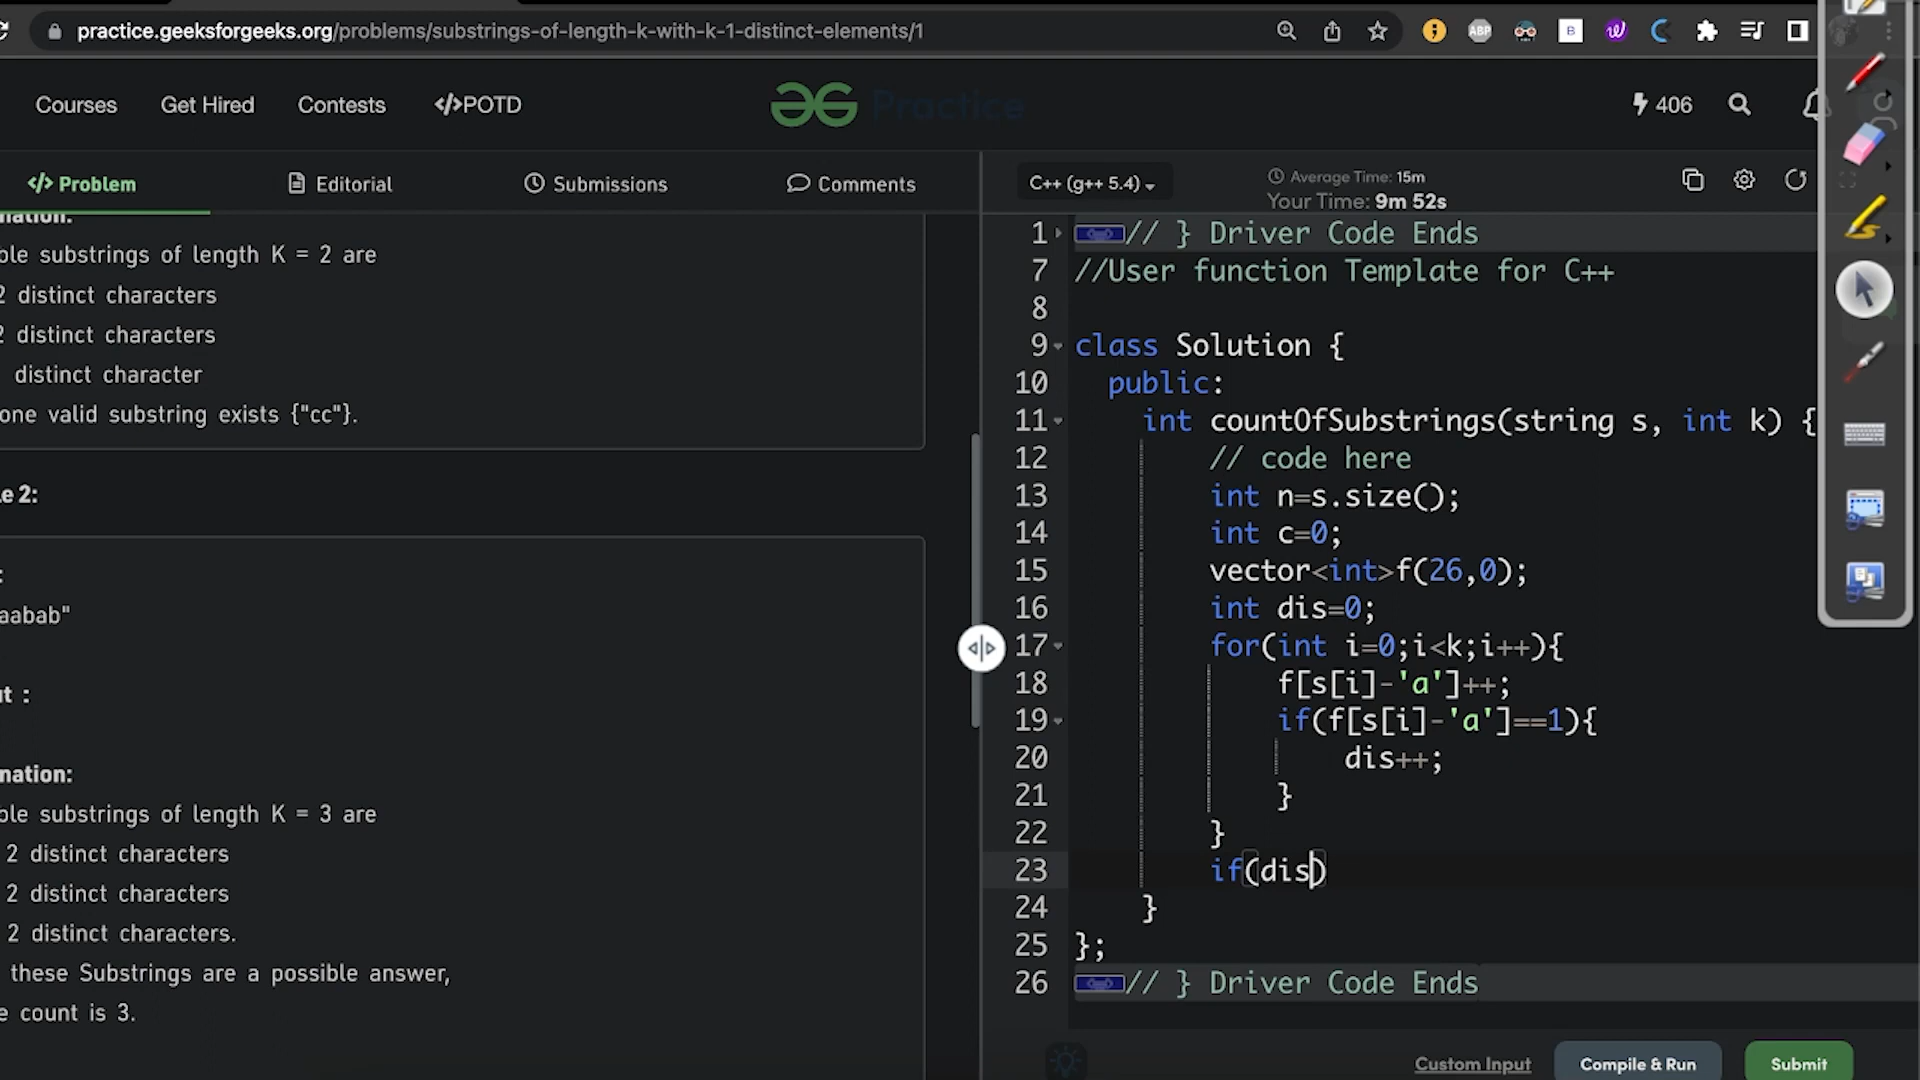 practice.geeksforgeeks.org/problems/substrings-of-length-k-with-k-1-distinct-elements/1
ABP
B
Courses
Get Hired
Contests
</>POTD
Practice
406
</> Problem
Editorial
Submissions
Comments
nation:
ble substrings of length K = 2 are
2 distinct characters
2 distinct characters
distinct character
one valid substring exists {"cc"}.
e 2:
:
aabab"
t :
nation:
ble substrings of length K = 3 are
2 distinct characters
2 distinct characters
2 distinct characters.
these Substrings are a possible answer,
e count is 3.
C++ (g++ 5.4)
Average Time: 15m
Your Time: 9m 52s
1 // } Driver Code Ends
7 //User function Template for C++
8
9 class Solution {
10 public:
11 int countOfSubstrings(string s, int k) {
12 // code here
13 int n=s.size();
14 int c=0;
15 vector<int>f(26,0);
16 int dis=0;
17 for(int i=0;i<k;i++){
18 f[s[i]-'a']++;
19 if(f[s[i]-'a']==1){
20 dis++;
21 }
22 }
23 if(dis)
24 }
25 };
26 // } Driver Code Ends
Custom Input
Compile & Run
Submit